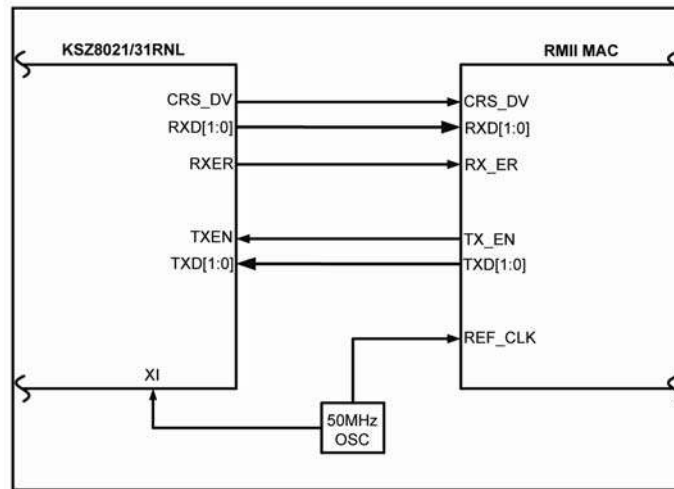 KSZ8021/31RNL
RMII MAC
CRS_DV
CRS_DV
RXD[1:0]
RXD[1:0]
RXER
RX_ER
TXEN
TX_EN
TXD[1:0]
TXD[1:0]
REF_CLK
XI
50MHz
OSC